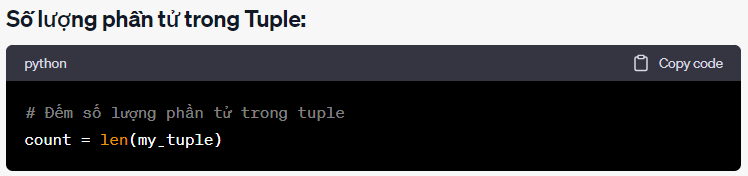 Số lượng phần tử trong Tuple:
python Copy code
# Đếm số lượng phần tử trong tuple
count = len(my_tuple)